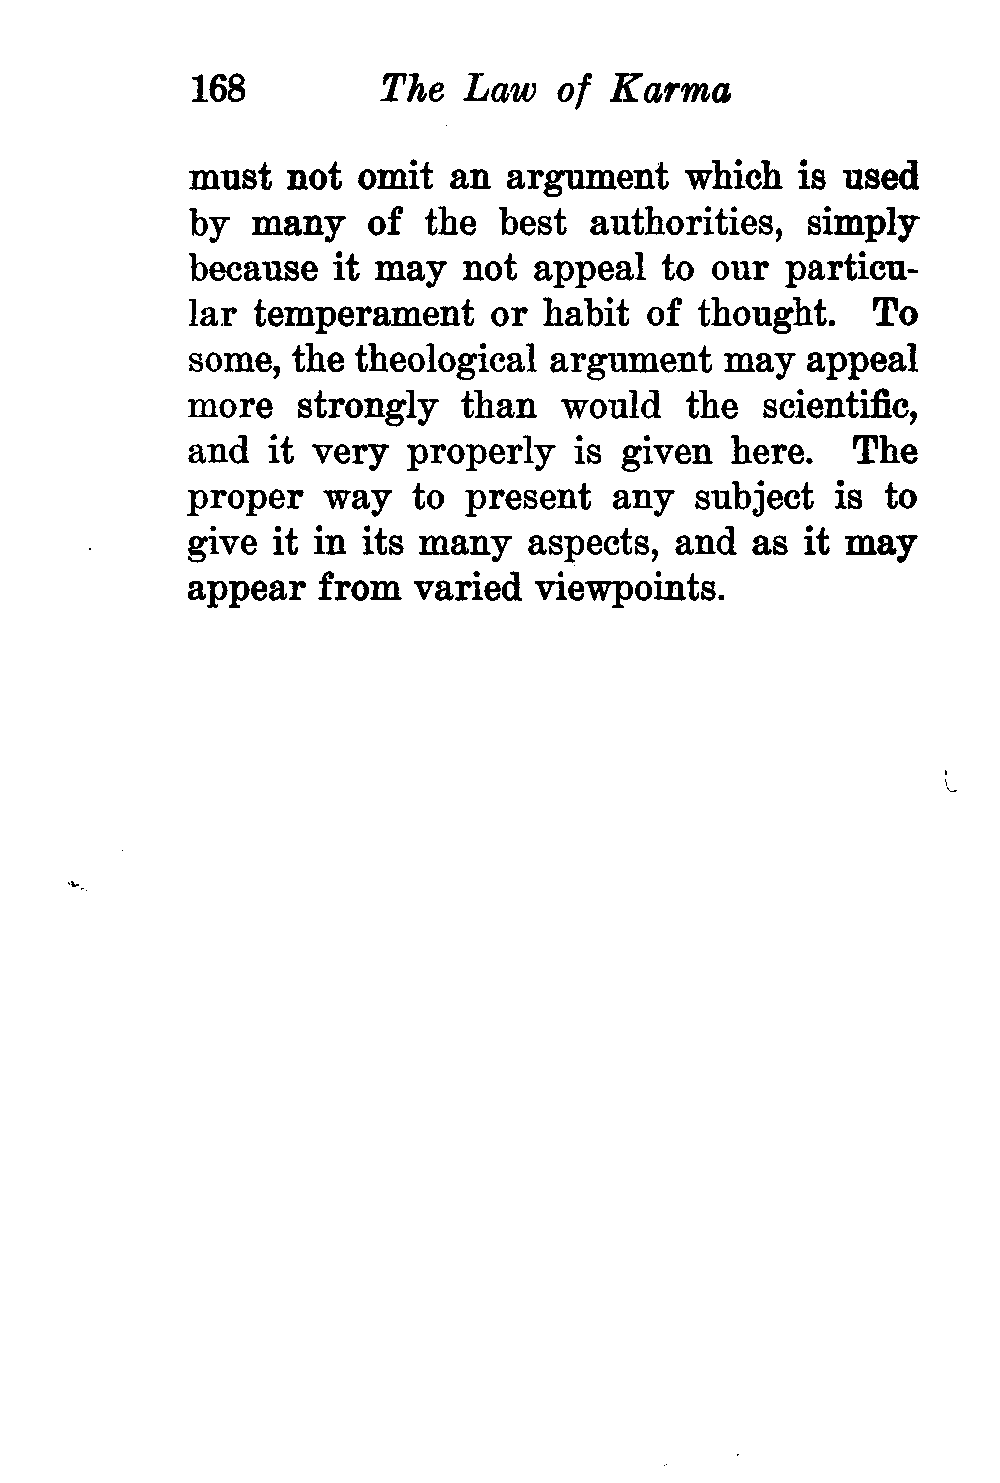 168 The Law of Karma
must not omit an argument which is used
by many of the best authorities, simply
because it may not appeal to our particu-
lar temperament or habit of thought. To
some, the theological argument may appeal
more strongly than would the scientific,
and it very properly is given here. The
proper way to present any subject is to
give it in its many aspects, and as it may
appear from varied viewpoints.